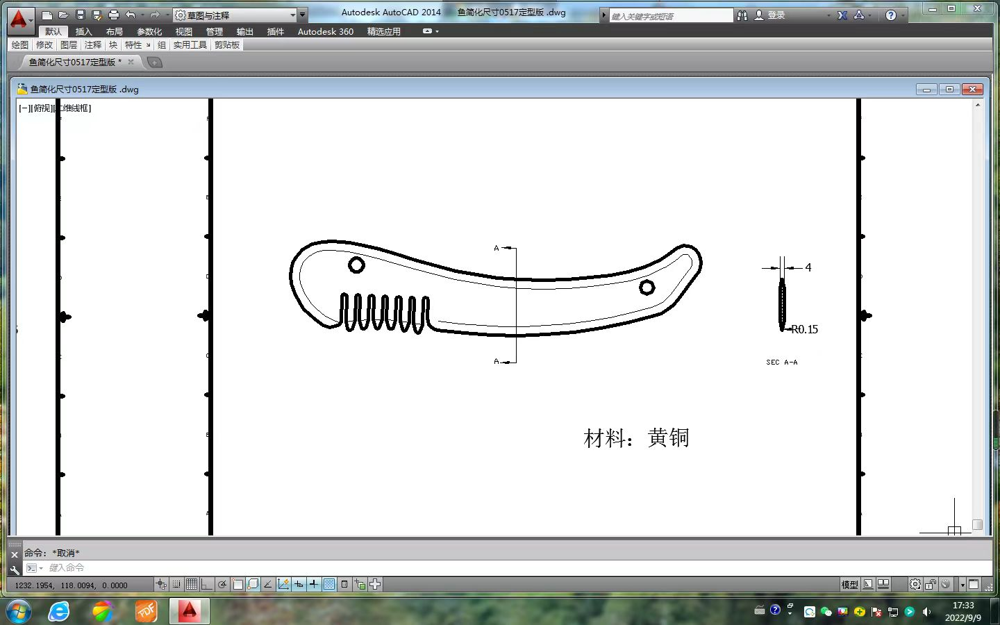 Autodesk AutoCAD 2014 鱼简化尺寸0517定型版 .dwg
草图与注释
键入关键字或短语
登录
默认 插入 布局 参数化 视图 管理 输出 插件 Autodesk 360 精选应用
绘图 修改 图层 注释 块 特性 组 实用工具 剪贴板
鱼简化尺寸0517定型版 *
鱼简化尺寸0517定型版 .dwg
[−][俯视][二维线框]
A
4
R0.15
A
SEC A-A
材料：黄铜
命令: *取消*
键入命令
1232.1954, 118.0094, 0.0000
模型
PDF
17:33
2022/9/9